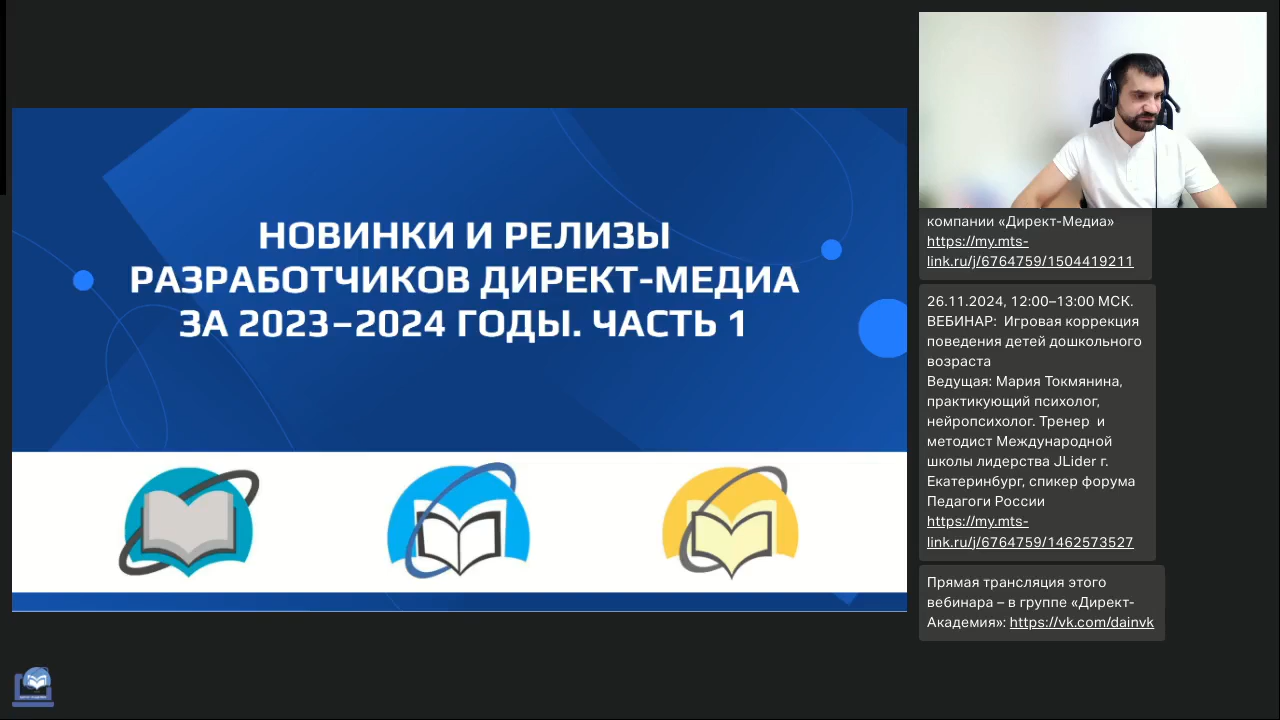 НОВИНКИ И РЕЛИЗЫ
РАЗРАБОТЧИКОВ ДИРЕКТ-МЕДИА
ЗА 2023–2024 ГОДЫ. ЧАСТЬ 1
компании «Директ-Медиа»
https://my.mts-
link.ru/j/6764759/1504419211
26.11.2024, 12:00–13:00 МСК.
ВЕБИНАР:  Игровая коррекция
поведения детей дошкольного
возраста
Ведущая: Мария Токмянина,
практикующий психолог,
нейропсихолог. Тренер  и
методист Международной
школы лидерства JLider г.
Екатеринбург, спикер форума
Педагоги России
https://my.mts-
link.ru/j/6764759/1462573527
Прямая трансляция этого
вебинара – в группе «Директ-
Академия»: https://vk.com/dainvk